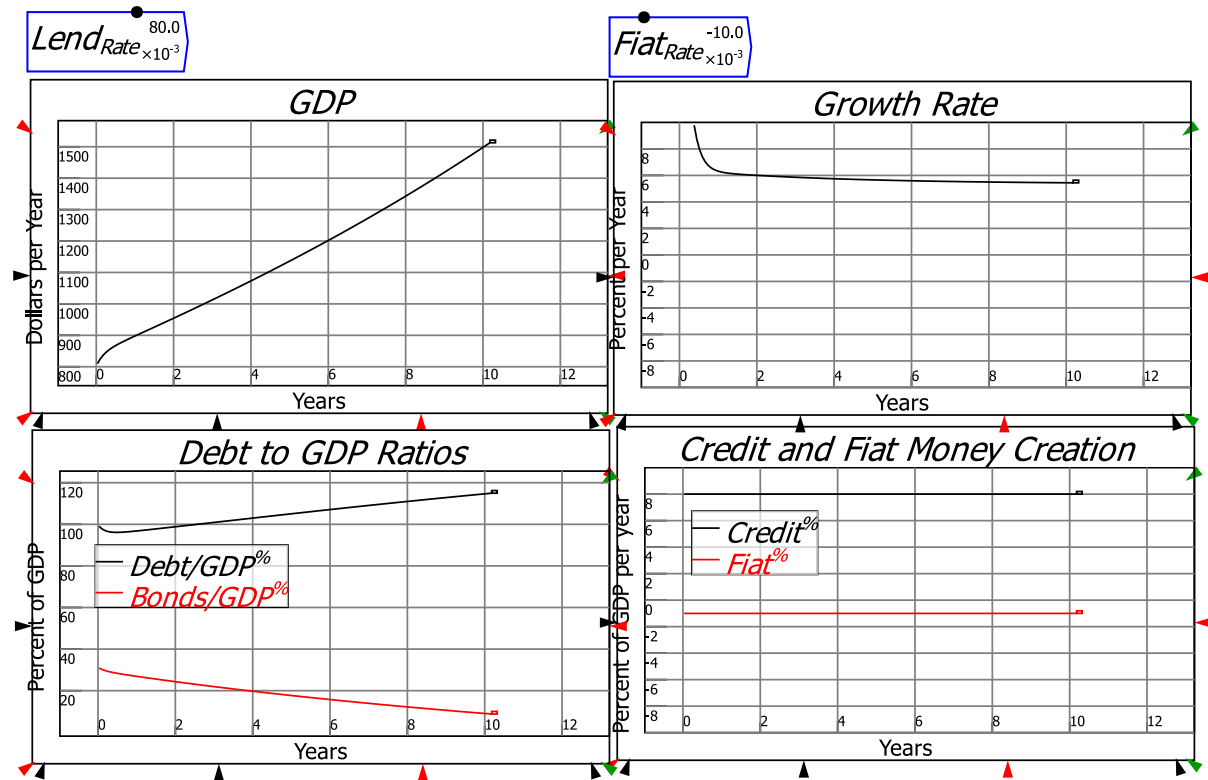 Lend Rate 80.0 ×10⁻³
Fiat Rate -10.0 ×10⁻³
GDP
Dollars per Year
1500
1400
1300
1200
1100
1000
900
800
0 2 4 6 8 10 12
Years
Growth Rate
Percent per Year
8
6
4
2
0
-2
-4
-6
-8
0 2 4 6 8 10 12
Years
Debt to GDP Ratios
Percent of GDP
120
100
80
60
40
20
Debt/GDP%
Bonds/GDP%
0 2 4 6 8 10 12
Years
Credit and Fiat Money Creation
Percent of GDP per year
8
6
4
2
0
-2
-4
-6
-8
Credit%
Fiat%
0 2 4 6 8 10 12
Years